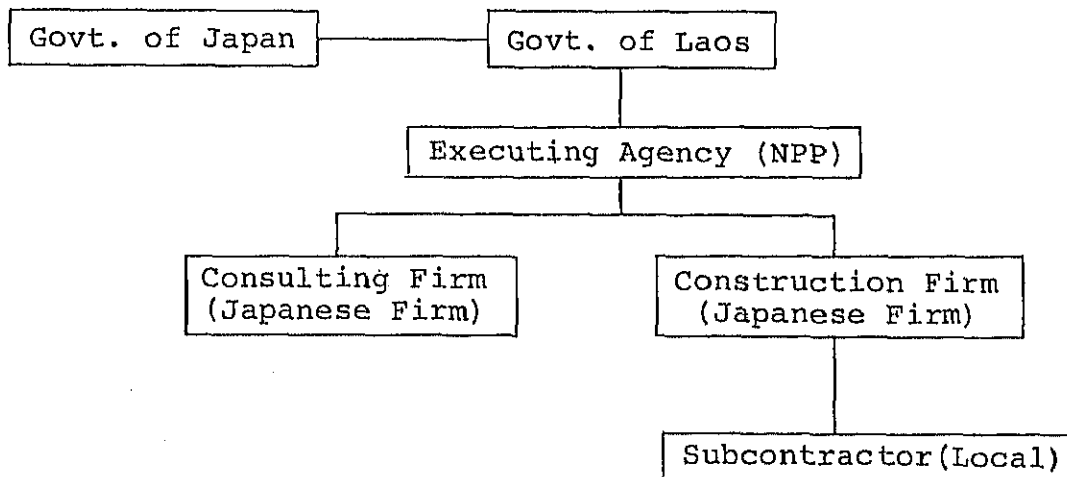 Govt. of Japan
Govt. of Laos
Executing Agency (NPP)
Consulting Firm
(Japanese Firm)
Construction Firm
(Japanese Firm)
Subcontractor(Local)